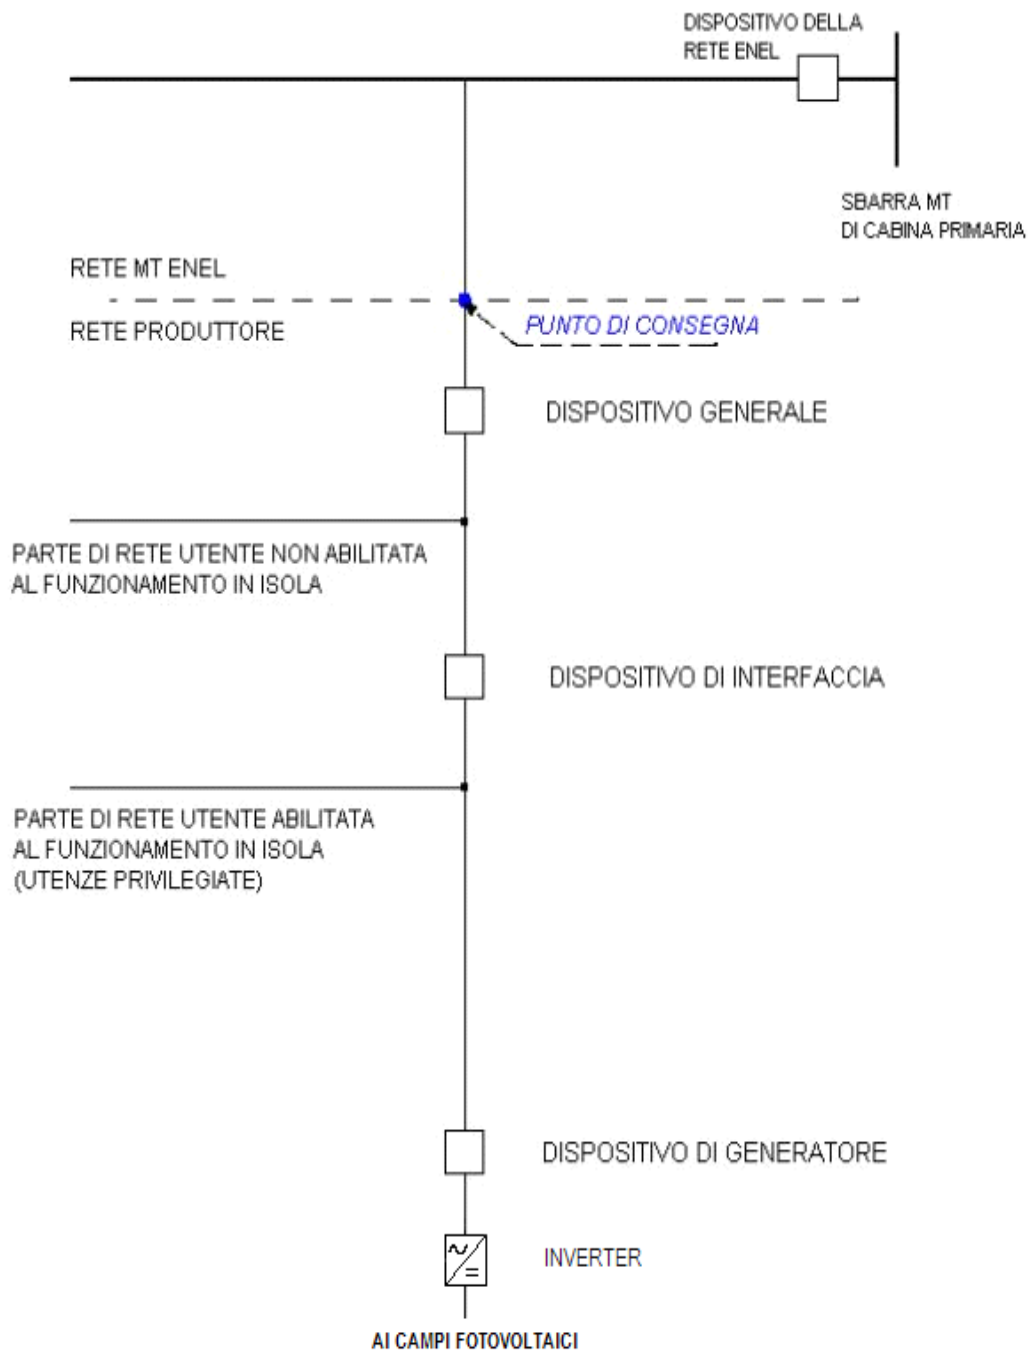 DISPOSITIVO DELLA
RETE ENEL
SBARRA MT
DI CABINA PRIMARIA
RETE MT ENEL
RETE PRODUTTORE
PUNTO DI CONSEGNA
DISPOSITIVO GENERALE
PARTE DI RETE UTENTE NON ABILITATA
AL FUNZIONAMENTO IN ISOLA
DISPOSITIVO DI INTERFACCIA
PARTE DI RETE UTENTE ABILITATA
AL FUNZIONAMENTO IN ISOLA
(UTENZE PRIVILEGIATE)
DISPOSITIVO DI GENERATORE
INVERTER
AI CAMPI FOTOVOLTAICI